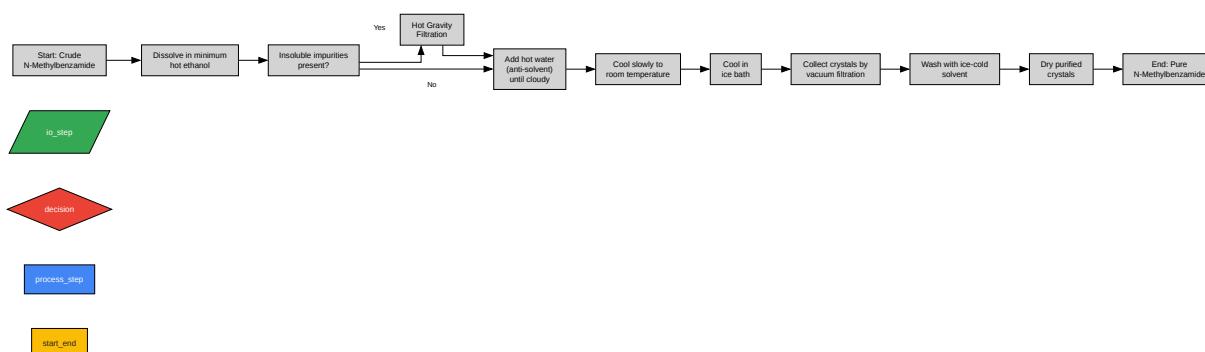 Start: Crude
N-Methylbenzamide
Dissolve in minimum
hot ethanol
Insoluble impurities
present?
Yes
Hot Gravity
Filtration
No
Add hot water
(anti-solvent)
until cloudy
Cool slowly to
room temperature
Cool in
ice bath
Collect crystals by
vacuum filtration
Wash with ice-cold
solvent
Dry purified
crystals
End: Pure
N-Methylbenzamide
io_step
decision
process_step
start_end